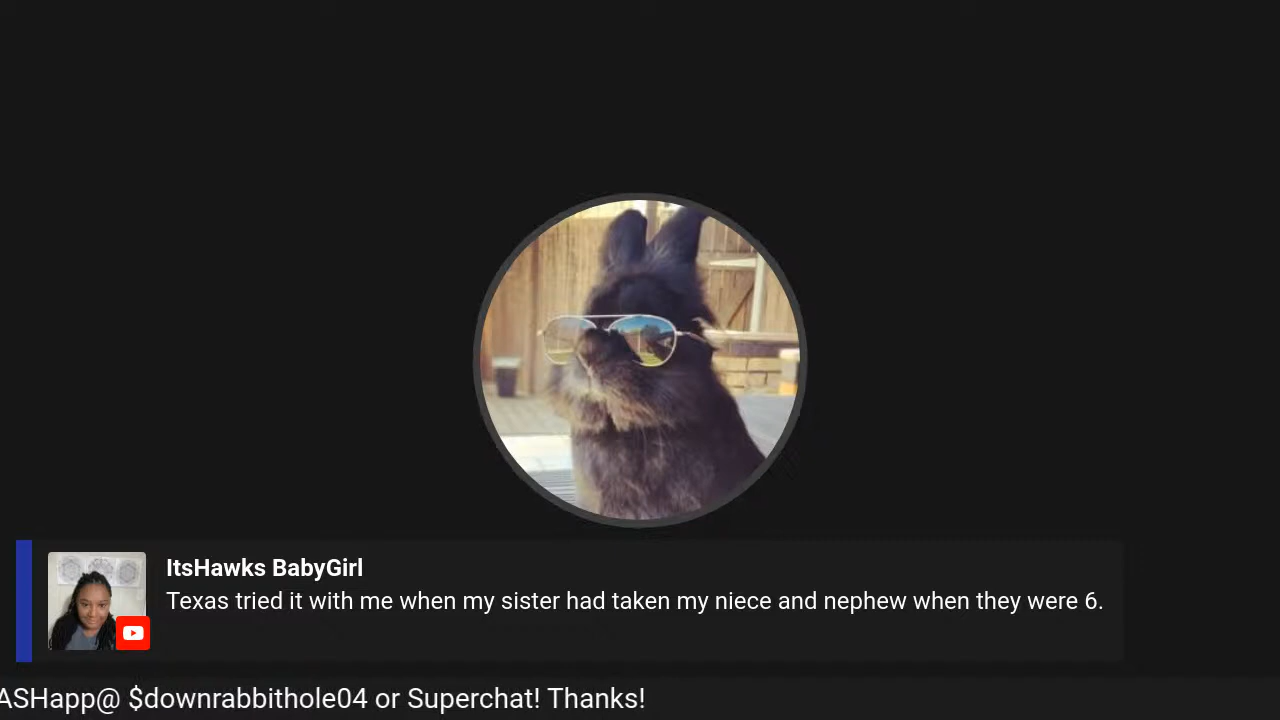 ItsHawks BabyGirl
Texas tried it with me when my sister had taken my niece and nephew when they were 6.
ASHapp@ $downrabbithole04 or Superchat! Thanks!